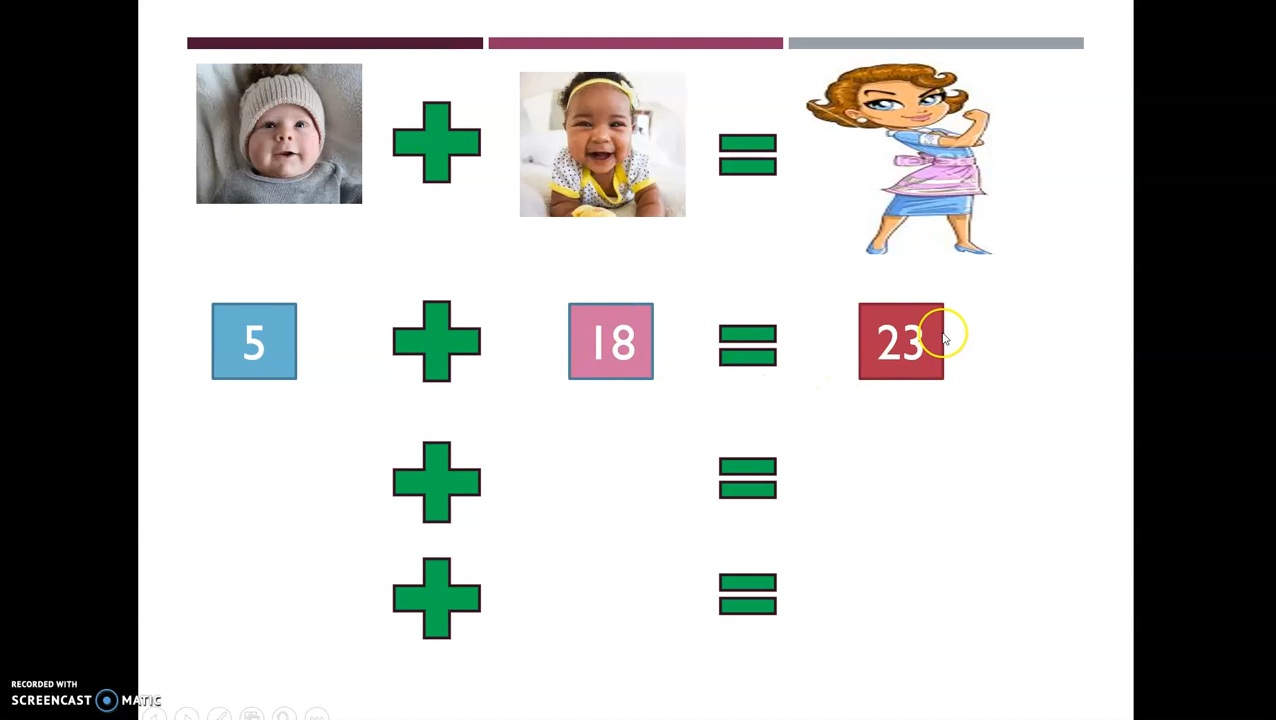 5 + 18 = 23
+ =
+ =
RECORDED WITH
SCREENCAST MATIC